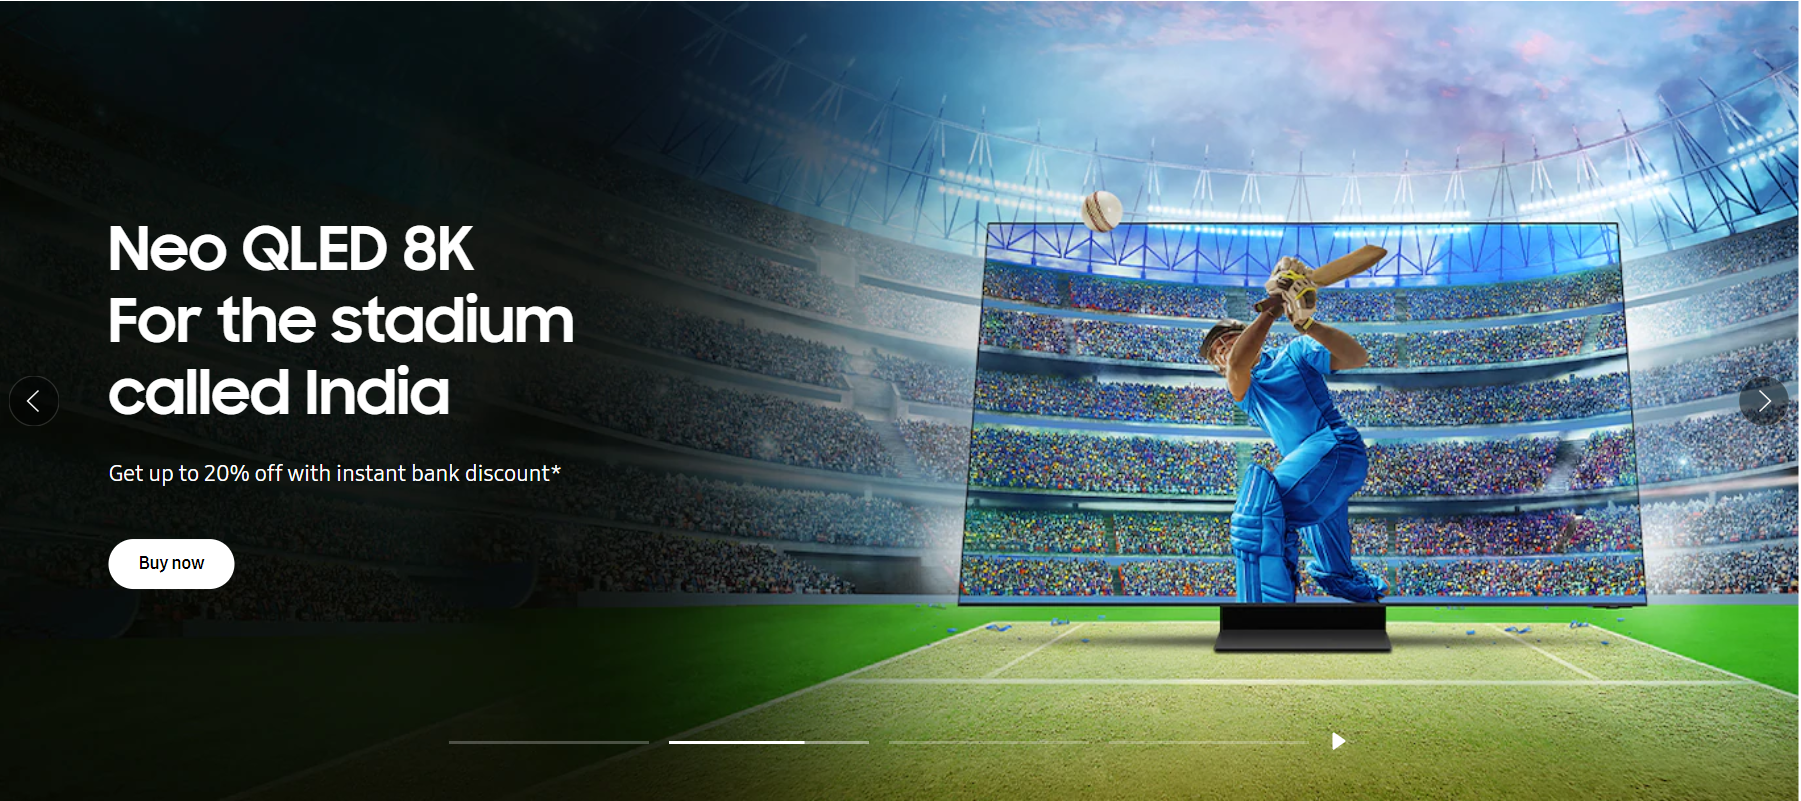 Neo QLED 8K
For the stadium
called India
Get up to 20% off with instant bank discount*
Buy now